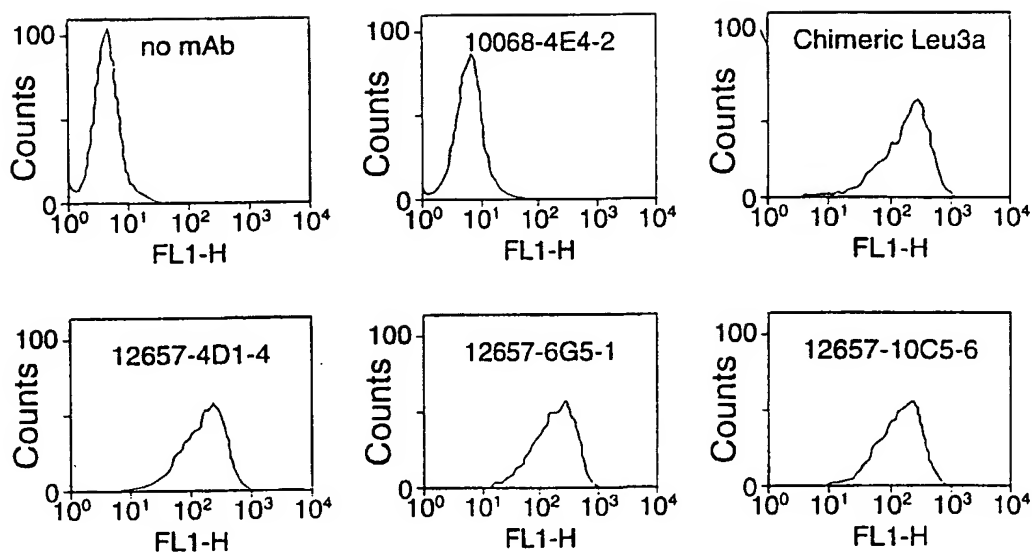 100
no mAb
Counts
0
10⁰ 10¹ 10² 10³ 10⁴
FL1-H
100
10068-4E4-2
Counts
0
10⁰ 10¹ 10² 10³ 10⁴
FL1-H
100
Chimeric Leu3a
Counts
0
10⁰ 10¹ 10² 10³ 10⁴
FL1-H
100
12657-4D1-4
Counts
0
10⁰ 10¹ 10² 10³ 10⁴
FL1-H
100
12657-6G5-1
Counts
0
10⁰ 10¹ 10² 10³ 10⁴
FL1-H
100
12657-10C5-6
Counts
0
10⁰ 10¹ 10² 10³ 10⁴
FL1-H